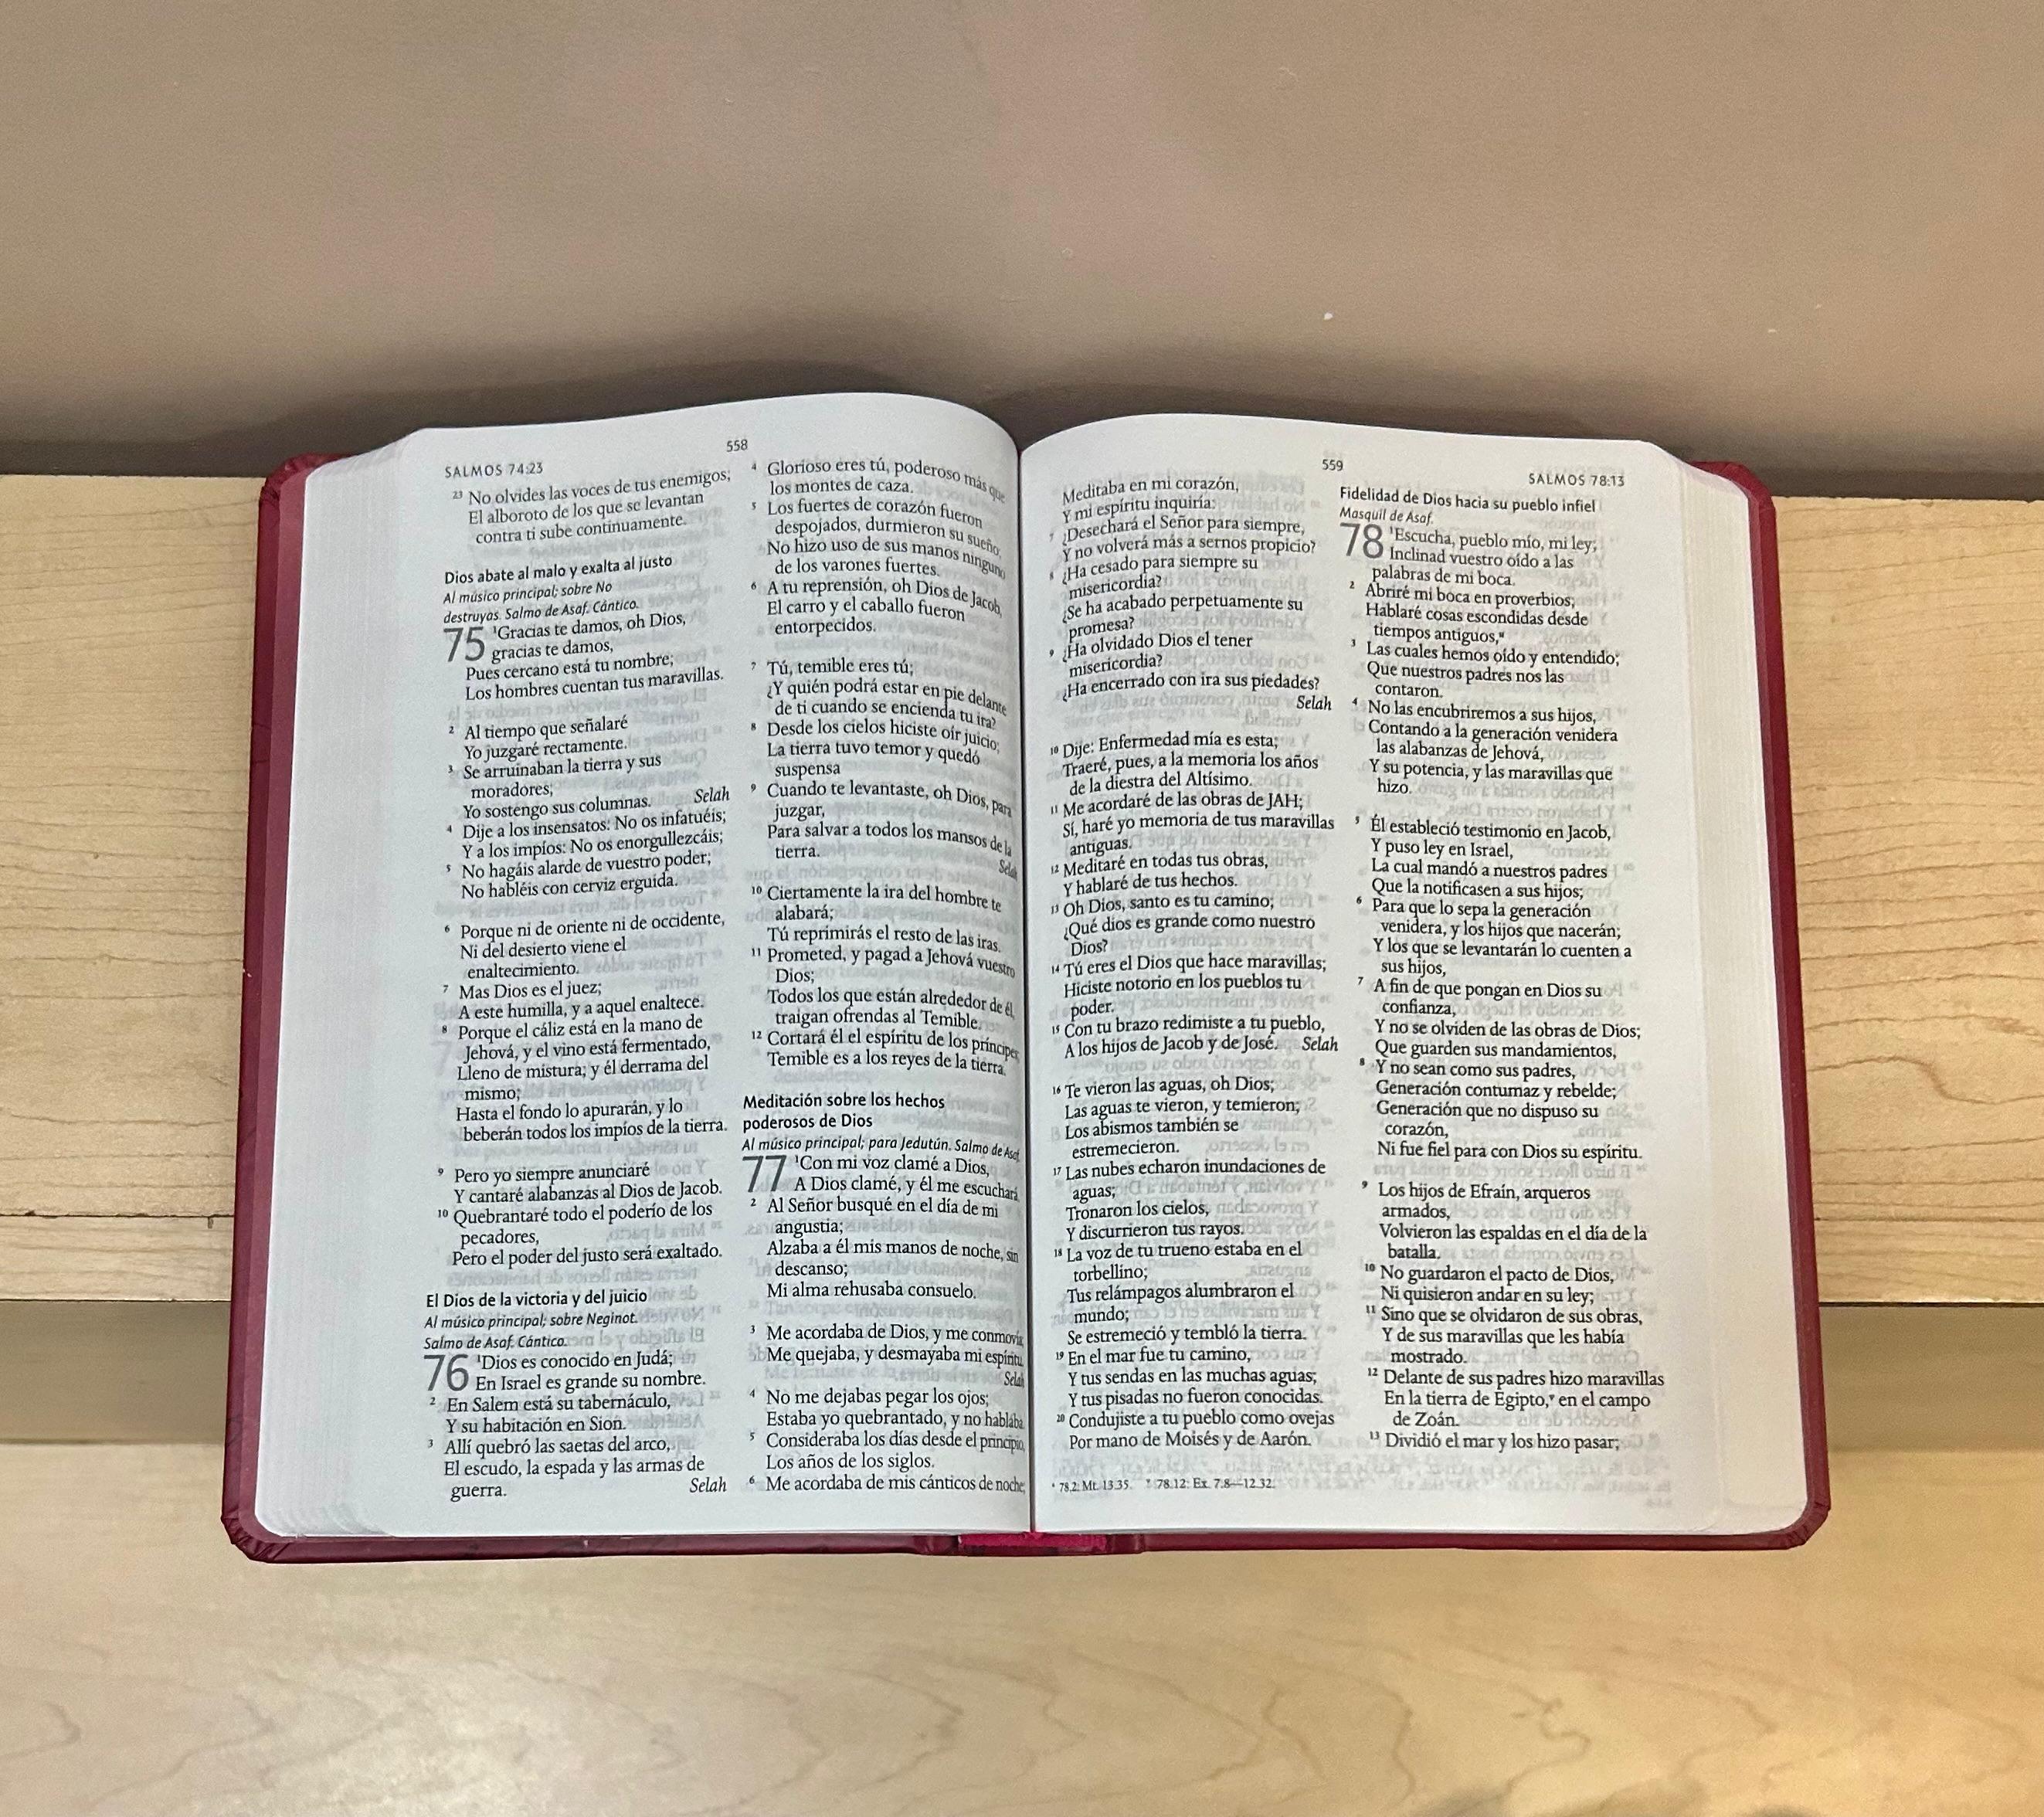 558
SALMOS 74:23
23 No olvides las voces de tus enemigos;
El alboroto de los que se levantan
contra ti sube continuamente.
Dios abate al malo y exalta al justo
Al músico principal; sobre No
destruyas. Salmo de Asaf. Cántico.
75 1Gracias te damos, oh Dios,
gracias te damos,
Pues cercano está tu nombre;
Los hombres cuentan tus maravillas.
2 Al tiempo que señalaré
Yo juzgaré rectamente.
3 Se arruinaban la tierra y sus
moradores;
Yo sostengo sus columnas. Selah
4 Dije a los insensatos: No os infatuéis;
Y a los impíos: No os enorgullezcáis;
5 No hagáis alarde de vuestro poder;
No habléis con cerviz erguida.
6 Porque ni de oriente ni de occidente,
Ni del desierto viene el
enaltecimiento.
7 Mas Dios es el juez;
A este humilla, y a aquel enaltece.
8 Porque el cáliz está en la mano de
Jehová, y el vino está fermentado,
Lleno de mistura; y él derrama del
mismo;
Hasta el fondo lo apurarán, y lo
beberán todos los impíos de la tierra.
9 Pero yo siempre anunciaré
Y cantaré alabanzas al Dios de Jacob.
10 Quebrantaré todo el poderío de los
pecadores,
Pero el poder del justo será exaltado.
El Dios de la victoria y del juicio
Al músico principal; sobre Neginot.
Salmo de Asaf. Cántico.
76 1Dios es conocido en Judá;
En Israel es grande su nombre.
2 En Salem está su tabernáculo,
Y su habitación en Sion.
3 Allí quebró las saetas del arco,
El escudo, la espada y las armas de
guerra. Selah
4 Glorioso eres tú, poderoso más que
los montes de caza.
5 Los fuertes de corazón fueron
despojados, durmieron su sueño;
No hizo uso de sus manos ninguno
de los varones fuertes.
6 A tu reprensión, oh Dios de Jacob,
El carro y el caballo fueron
entorpecidos.
7 Tú, temible eres tú;
¿Y quién podrá estar en pie delante
de ti cuando se encienda tu ira?
8 Desde los cielos hiciste oír juicio;
La tierra tuvo temor y quedó
suspensa
9 Cuando te levantaste, oh Dios, para
juzgar,
Para salvar a todos los mansos de la
tierra. Selah
10 Ciertamente la ira del hombre te
alabará;
Tú reprimirás el resto de las iras.
11 Prometed, y pagad a Jehová vuestro
Dios;
Todos los que están alrededor de él,
traigan ofrendas al Temible.
12 Cortará él el espíritu de los príncipes;
Temible es a los reyes de la tierra.
Meditación sobre los hechos
poderosos de Dios
Al músico principal; para Jedutún. Salmo de Asaf.
77 1Con mi voz clamé a Dios,
A Dios clamé, y él me escuchará.
2 Al Señor busqué en el día de mi
angustia;
Alzaba a él mis manos de noche, sin
descanso;
Mi alma rehusaba consuelo.
3 Me acordaba de Dios, y me conmovía;
Me quejaba, y desmayaba mi espíritu.
Selah
4 No me dejabas pegar los ojos;
Estaba yo quebrantado, y no hablaba.
5 Consideraba los días desde el principio,
Los años de los siglos.
6 Me acordaba de mis cánticos de noche;
559
SALMOS 78:13
Meditaba en mi corazón,
Y mi espíritu inquiría:
7 ¿Desechará el Señor para siempre,
Y no volverá más a sernos propicio?
8 ¿Ha cesado para siempre su
misericordia?
¿Se ha acabado perpetuamente su
promesa?
9 ¿Ha olvidado Dios el tener
misericordia?
¿Ha encerrado con ira sus piedades?
Selah
10 Dije: Enfermedad mía es esta;
Traeré, pues, a la memoria los años
de la diestra del Altísimo.
11 Me acordaré de las obras de JAH;
Sí, haré yo memoria de tus maravillas
antiguas.
12 Meditaré en todas tus obras,
Y hablaré de tus hechos.
13 Oh Dios, santo es tu camino;
¿Qué dios es grande como nuestro
Dios?
14 Tú eres el Dios que hace maravillas;
Hiciste notorio en los pueblos tu
poder.
15 Con tu brazo redimiste a tu pueblo,
A los hijos de Jacob y de José. Selah
16 Te vieron las aguas, oh Dios;
Las aguas te vieron, y temieron;
Los abismos también se
estremecieron.
17 Las nubes echaron inundaciones de
aguas;
Tronaron los cielos,
Y discurrieron tus rayos.
18 La voz de tu trueno estaba en el
torbellino;
Tus relámpagos alumbraron el
mundo;
Se estremeció y tembló la tierra.
19 En el mar fue tu camino,
Y tus sendas en las muchas aguas;
Y tus pisadas no fueron conocidas.
20 Condujiste a tu pueblo como ovejas
Por mano de Moisés y de Aarón.
Fidelidad de Dios hacia su pueblo infiel
Masquil de Asaf.
78 1Escucha, pueblo mío, mi ley;
Inclinad vuestro oído a las
palabras de mi boca.
2 Abriré mi boca en proverbios;
Hablaré cosas escondidas desde
tiempos antiguos,u
3 Las cuales hemos oído y entendido;
Que nuestros padres nos las
contaron.
4 No las encubriremos a sus hijos,
Contando a la generación venidera
las alabanzas de Jehová,
Y su potencia, y las maravillas que
hizo.
5 Él estableció testimonio en Jacob,
Y puso ley en Israel,
La cual mandó a nuestros padres
Que la notificasen a sus hijos;
6 Para que lo sepa la generación
venidera, y los hijos que nacerán;
Y los que se levantarán lo cuenten a
sus hijos,
7 A fin de que pongan en Dios su
confianza,
Y no se olviden de las obras de Dios;
Que guarden sus mandamientos,
8 Y no sean como sus padres,
Generación contumaz y rebelde;
Generación que no dispuso su
corazón,
Ni fue fiel para con Dios su espíritu.
9 Los hijos de Efraín, arqueros
armados,
Volvieron las espaldas en el día de la
batalla.
10 No guardaron el pacto de Dios,
Ni quisieron andar en su ley;
11 Sino que se olvidaron de sus obras,
Y de sus maravillas que les había
mostrado.
12 Delante de sus padres hizo maravillas
En la tierra de Egipto,v en el campo
de Zoán.
13 Dividió el mar y los hizo pasar;
u 78.2: Mt. 13.35. v 78.12: Ex. 7.8—12.32.